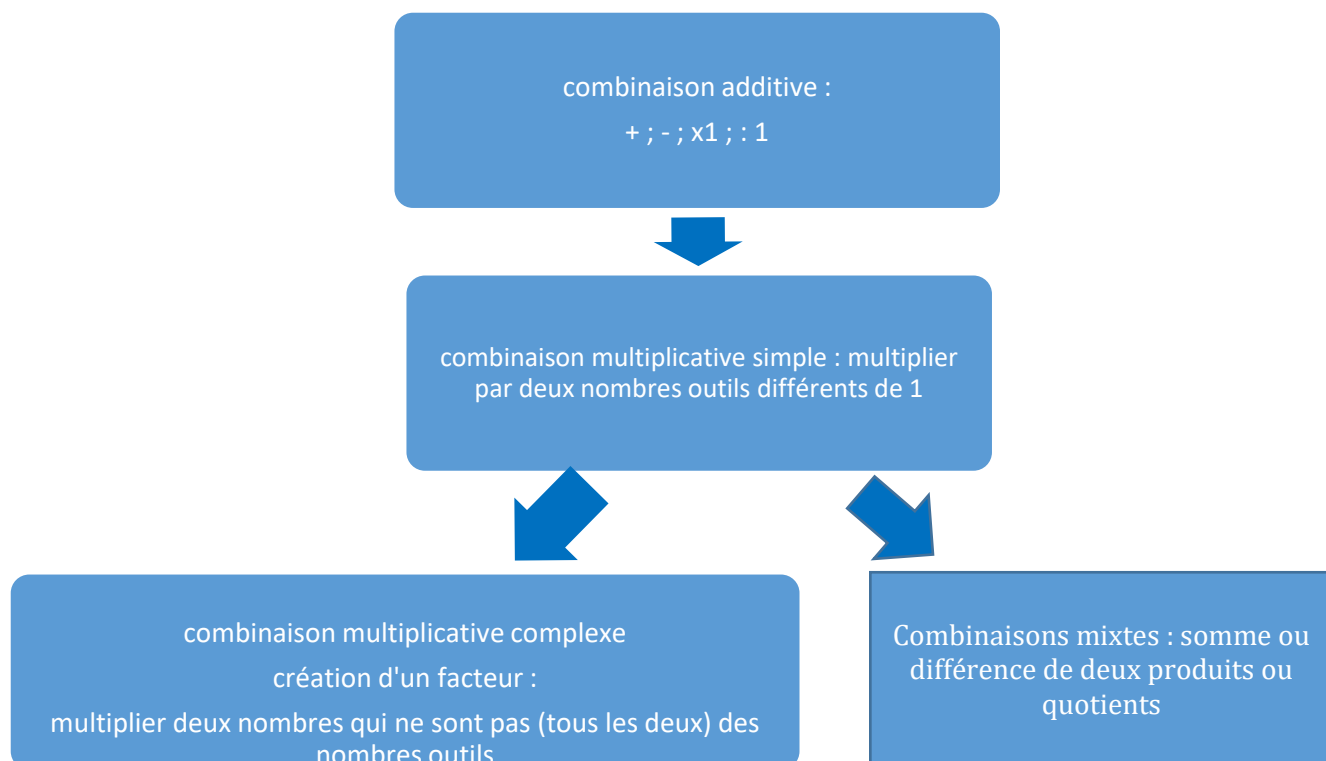 combinaison additive :
+ ; - ; x1 ; : 1
combinaison multiplicative simple : multiplier
par deux nombres outils différents de 1
combinaison multiplicative complexe
création d'un facteur :
multiplier deux nombres qui ne sont pas (tous les deux) des
nombres outils
Combinaisons mixtes : somme ou
différence de deux produits ou
quotients